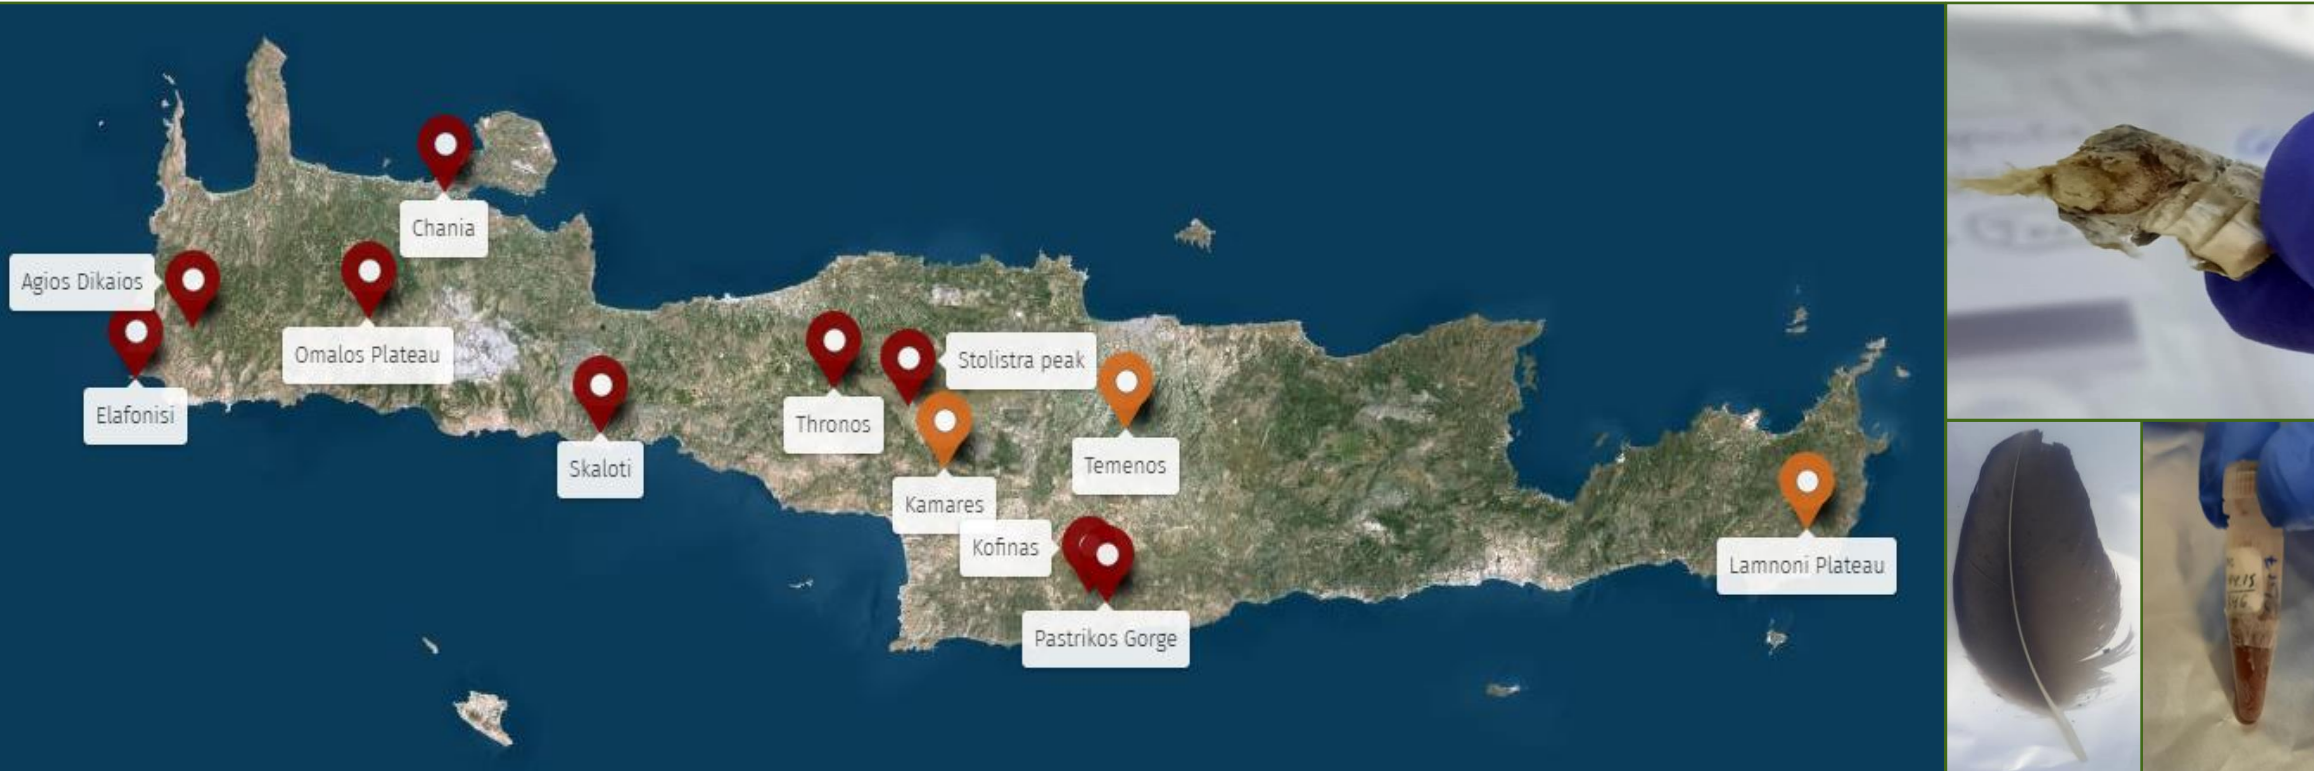 Chania
Agios Dikaios
Omalos Plateau
Elafonisi
Skaloti
Thronos
Stolistra peak
Kamares
Temenos
Kofinas
Pastrikos Gorge
Lamnoni Plateau